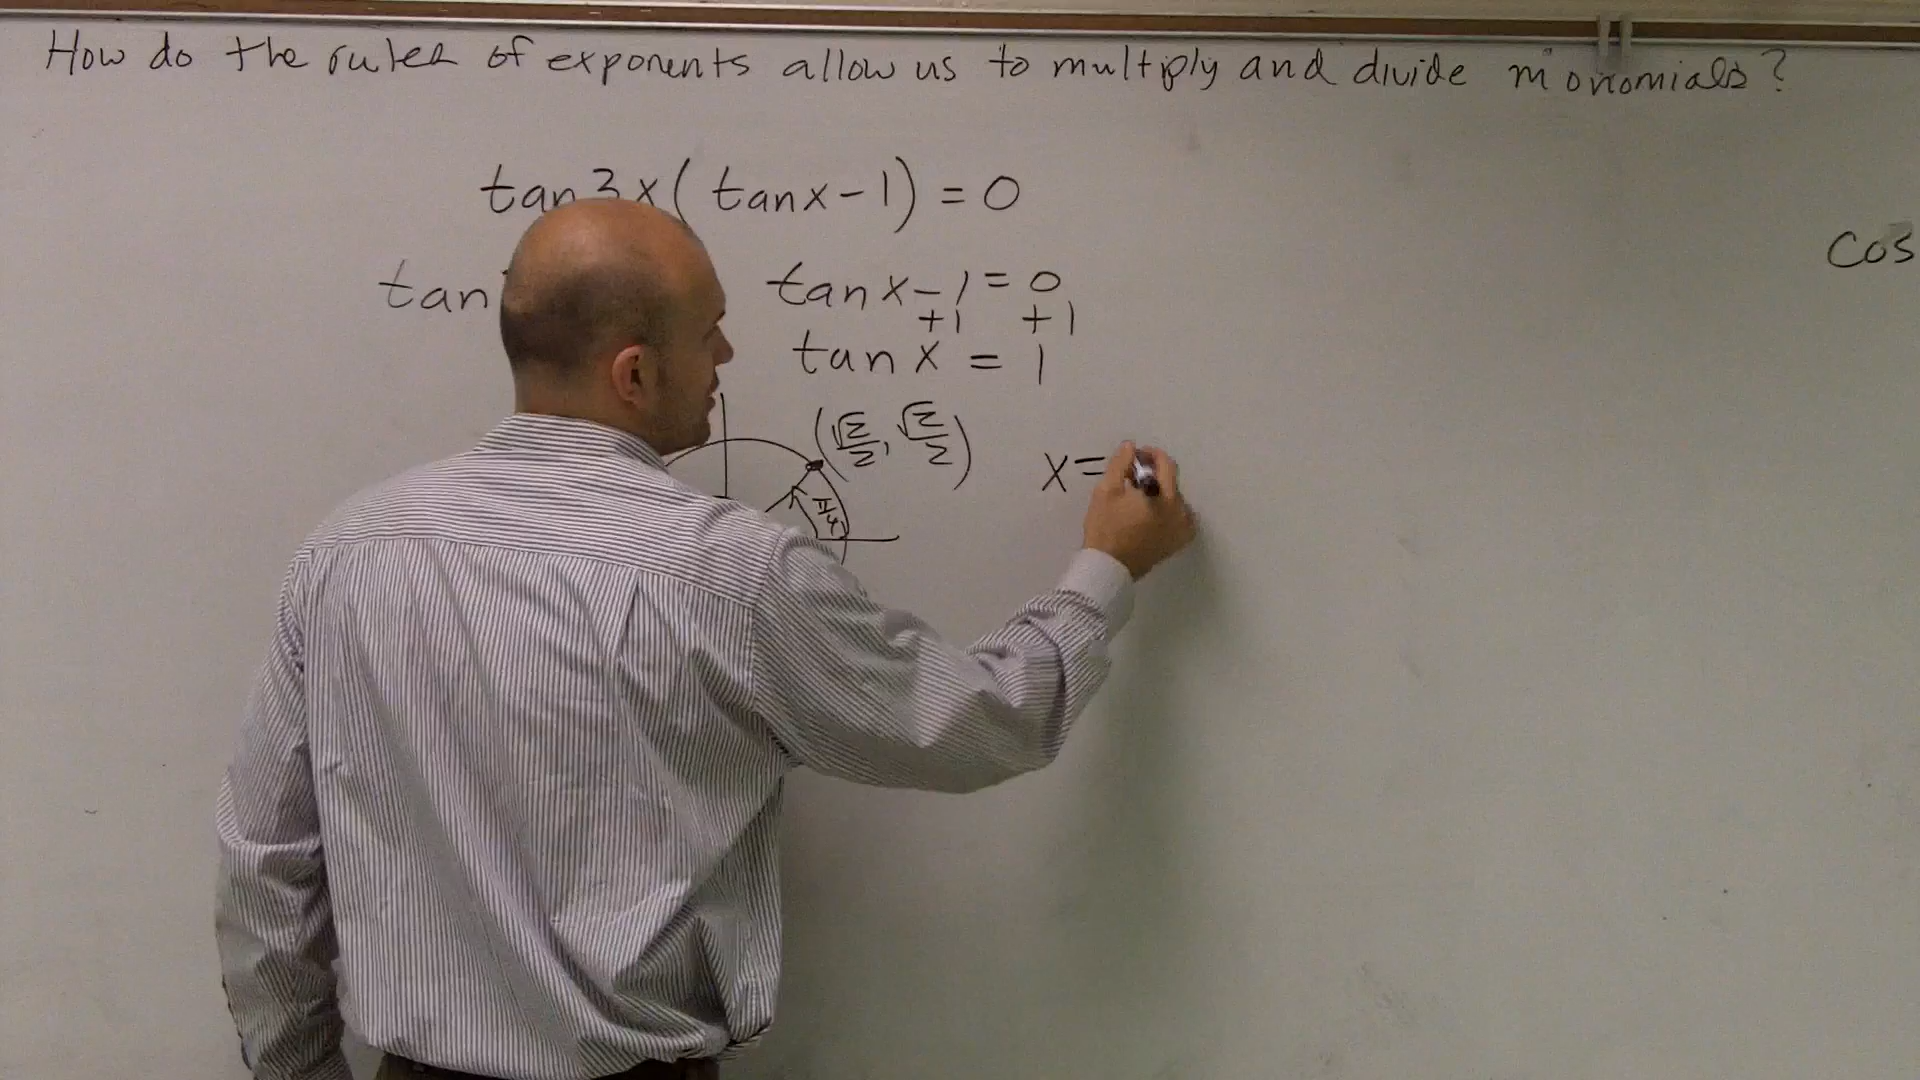 How do the rules of exponents allow us to multiply and divide monomials?
tan 3x ( tan x - 1 ) = 0
cos
tan
tan x - 1 = 0
+1 +1
tan x = 1
(√2/2, √2/2)
x =